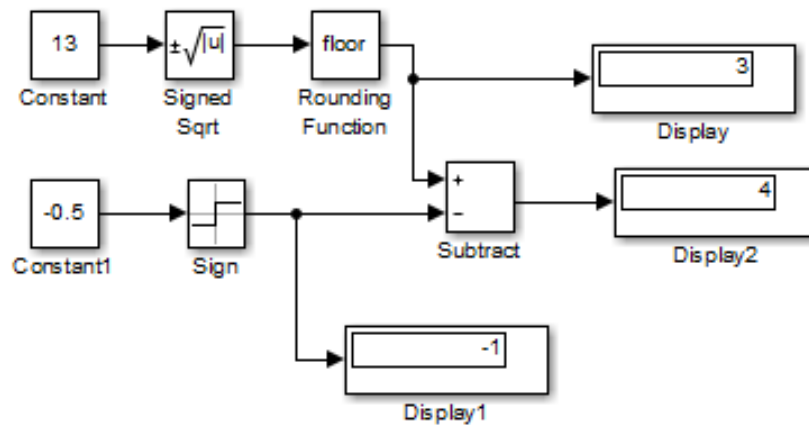 13
Constant
±√|u|
Signed
Sqrt
floor
Rounding
Function
3
Display
-0.5
Constant1
Sign
+
−
Subtract
4
Display2
-1
Display1